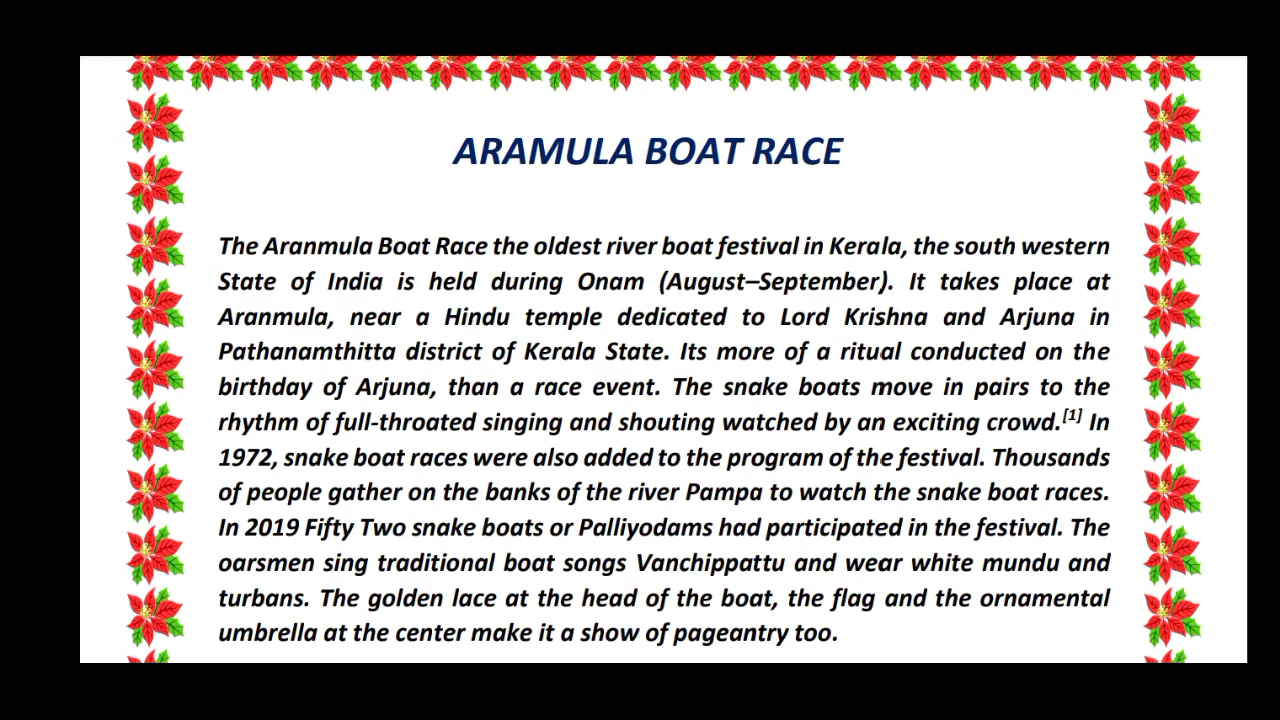 ARAMULA BOAT RACE
The Aranmula Boat Race the oldest river boat festival in Kerala, the south western
State of India is held during Onam (August–September). It takes place at
Aranmula, near a Hindu temple dedicated to Lord Krishna and Arjuna in
Pathanamthitta district of Kerala State. Its more of a ritual conducted on the
birthday of Arjuna, than a race event. The snake boats move in pairs to the
rhythm of full-throated singing and shouting watched by an exciting crowd.[1] In
1972, snake boat races were also added to the program of the festival. Thousands
of people gather on the banks of the river Pampa to watch the snake boat races.
In 2019 Fifty Two snake boats or Palliyodams had participated in the festival. The
oarsmen sing traditional boat songs Vanchippattu and wear white mundu and
turbans. The golden lace at the head of the boat, the flag and the ornamental
umbrella at the center make it a show of pageantry too.